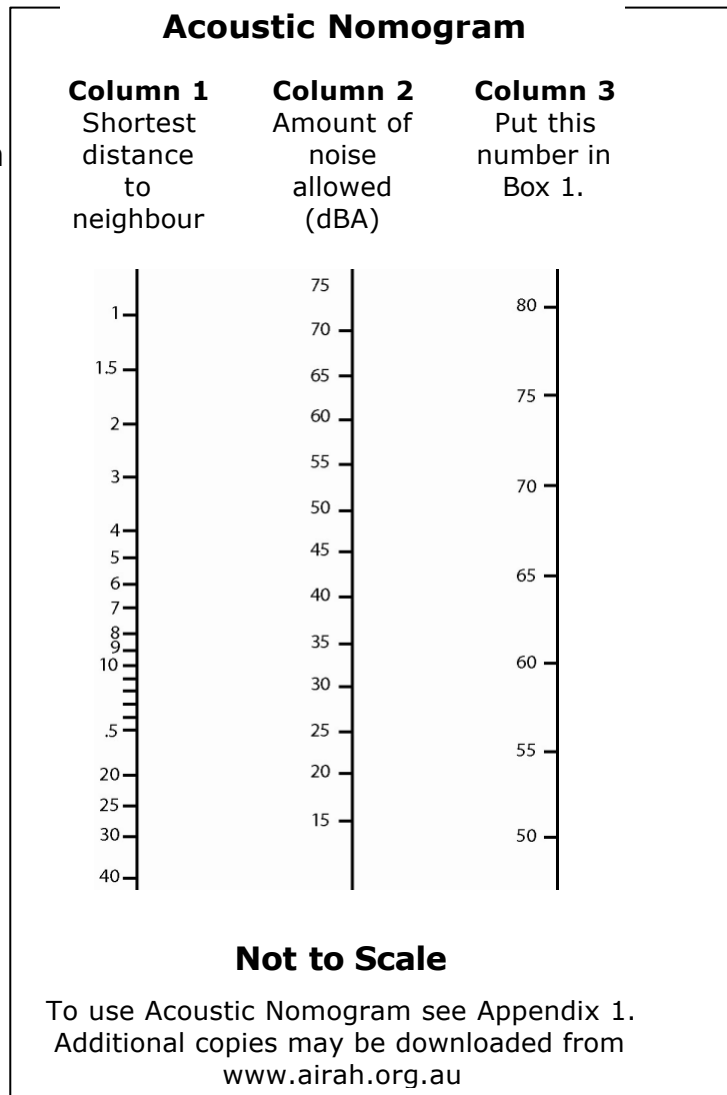 Acoustic Nomogram
Column 1
Shortest
distance
to
neighbour
Column 2
Amount of
noise
allowed
(dBA)
Column 3
Put this
number in
Box 1.
1
1.5
2
3
4
5
6
7
8
9
10
.5
20
25
30
40
75
70
65
60
55
50
45
40
35
30
25
20
15
80
75
70
65
60
55
50
Not to Scale
To use Acoustic Nomogram see Appendix 1.
Additional copies may be downloaded from
www.airah.org.au